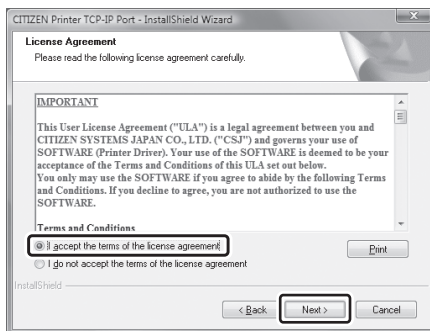 CITIZEN Printer TCP-IP Port - InstallShield Wizard
License Agreement
Please read the following license agreement carefully.
IMPORTANT
This User License Agreement ("ULA") is a legal agreement between you and
CITIZEN SYSTEMS JAPAN CO., LTD. ("CSJ") and governs your use of
SOFTWARE (Printer Driver). Your use of the SOFTWARE is deemed to be your
acceptance of the Terms and Conditions of this ULA set out below.
You only may use the SOFTWARE if you agree to abide by the following Terms
and Conditions. If you decline to agree, you are not authorized to use the
SOFTWARE.
Terms and Conditions
I accept the terms of the license agreement
Print
I do not accept the terms of the license agreement
InstallShield
< Back
Next >
Cancel